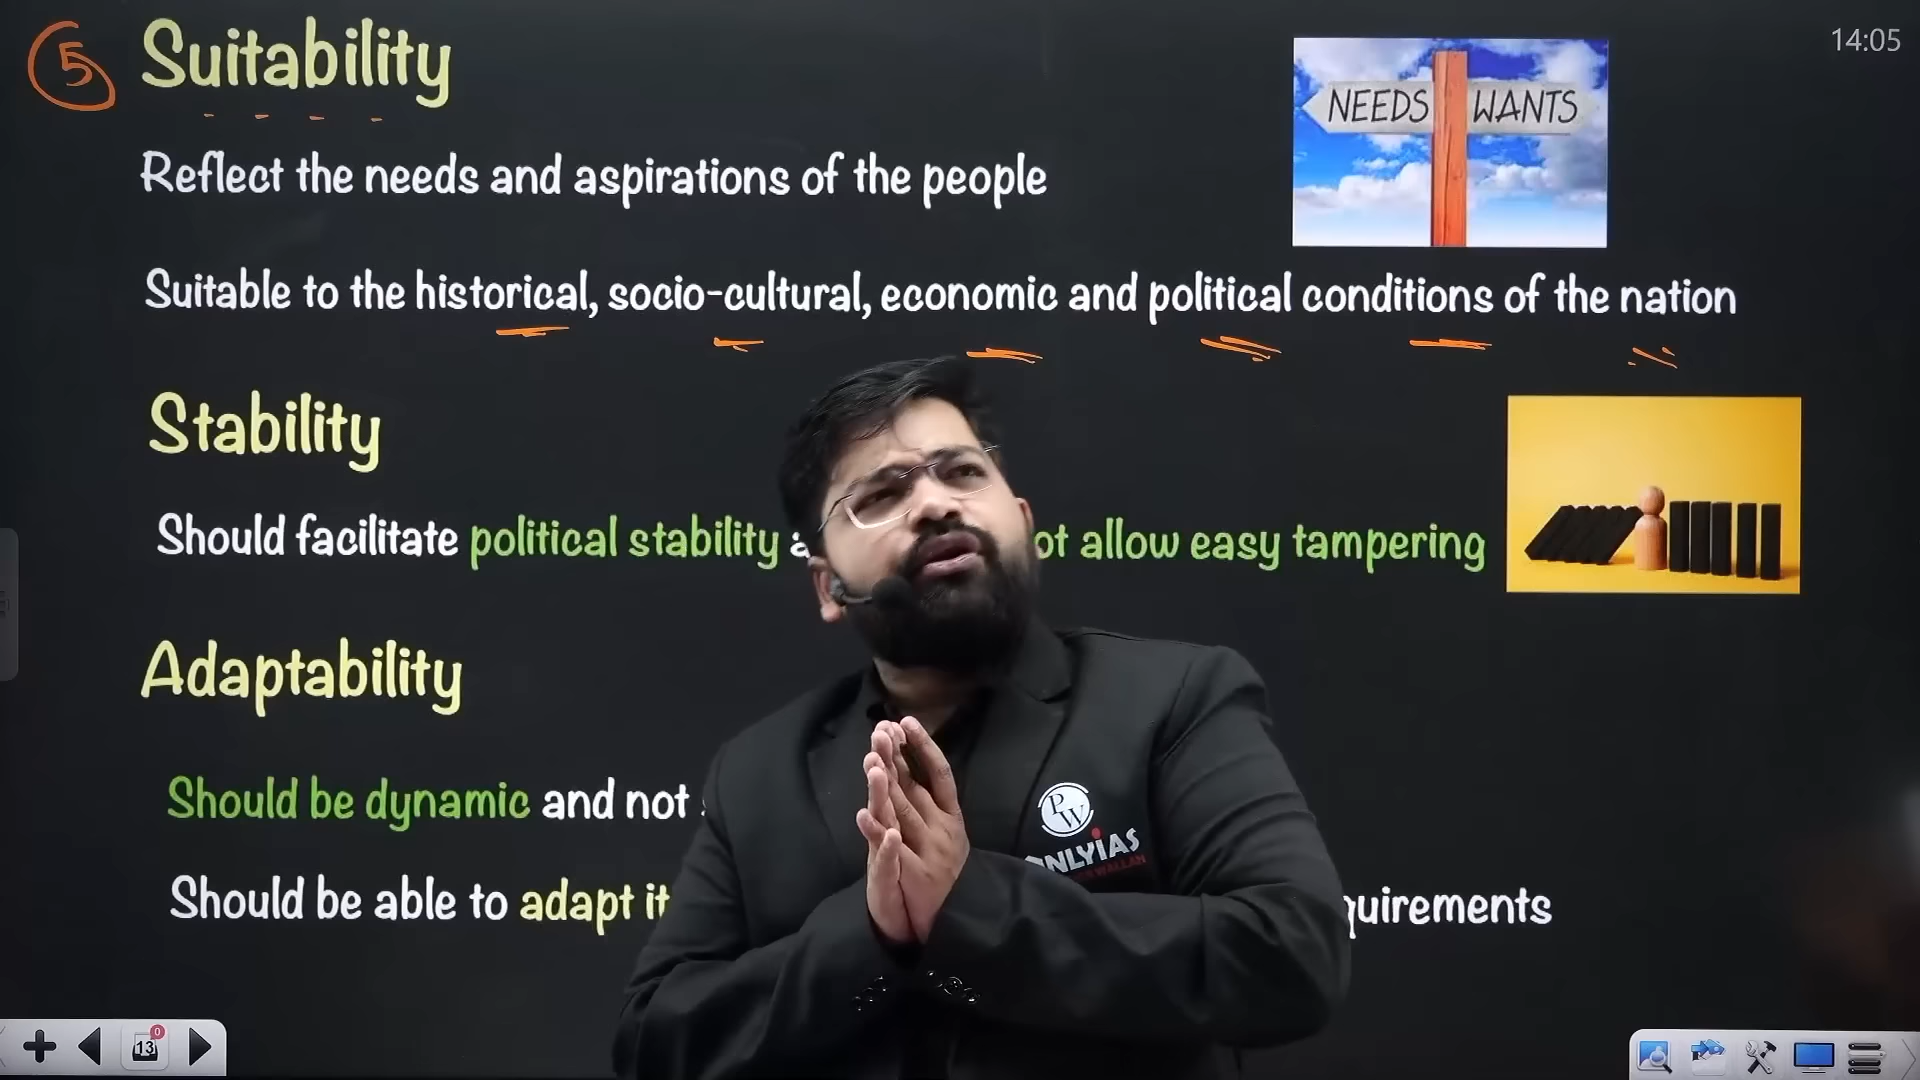 14:05
5 Suitability
NEEDS WANTS
Reflect the needs and aspirations of the people
Suitable to the historical, socio-cultural, economic and political conditions of the nation
Stability
Should facilitate political stability ot allow easy tampering
Adaptability
Should be dynamic and not
Should be able to adapt it quirements
PW
NLYIAS
WALLAH
0
13